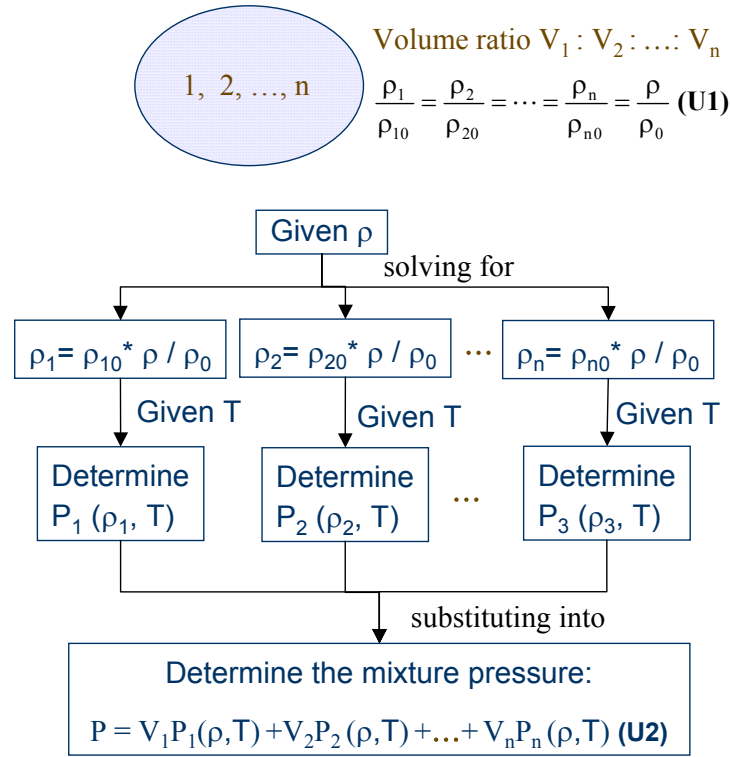 Volume ratio V₁ : V₂ : …: Vₙ
1, 2, …, n
ρ₁/ρ₁₀ = ρ₂/ρ₂₀ = ⋯ = ρₙ/ρₙ₀ = ρ/ρ₀ (U1)
Given ρ
solving for
ρ₁= ρ₁₀* ρ / ρ₀
ρ₂= ρ₂₀* ρ / ρ₀
…
ρₙ= ρₙ₀* ρ / ρ₀
Given T
Given T
Given T
Determine
P₁ (ρ₁, T)
Determine
P₂ (ρ₂, T)
…
Determine
P₃ (ρ₃, T)
substituting into
Determine the mixture pressure:
P = V₁P₁(ρ,T) +V₂P₂ (ρ,T) +…+ VₙPₙ (ρ,T) (U2)